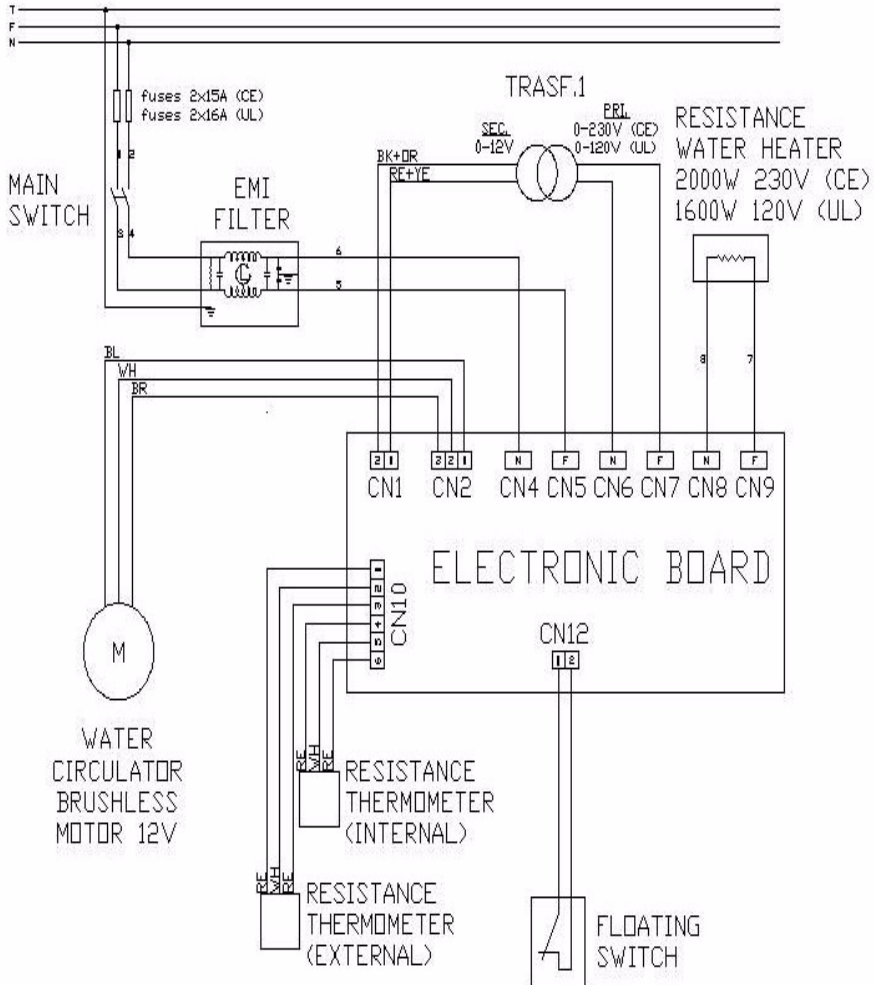 T
F
N
fuses 2x15A (CE)
fuses 2x16A (UL)
1 2
MAIN
SWITCH
3 4
EMI
FILTER
6
5
TRASF.1
SEC.
0-12V
PRI.
0-230V (CE)
0-120V (UL)
BK+OR
RE+YE
RESISTANCE
WATER HEATER
2000W 230V (CE)
1600W 120V (UL)
8 7
BL
WH
BR
2 1
3 2 1
N F N F N F
CN1 CN2 CN4 CN5 CN6 CN7 CN8 CN9
ELECTRONIC BOARD
1
2
3
4
5
6
CN10
CN12
1 2
M
WATER
CIRCULATOR
BRUSHLESS
MOTOR 12V
RE WH RE
RESISTANCE
THERMOMETER
(INTERNAL)
RE WH RE
RESISTANCE
THERMOMETER
(EXTERNAL)
FLOATING
SWITCH